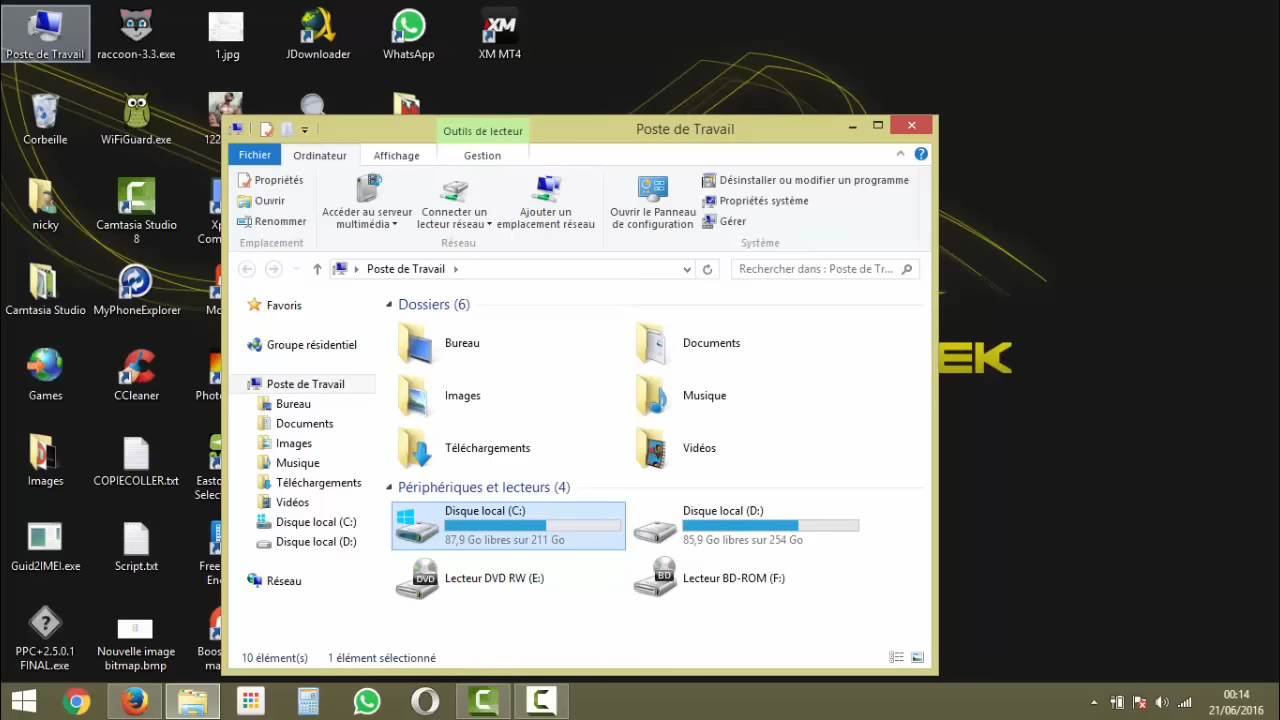 Poste de Travail
raccoon-3.3.exe
1.jpg
JDownloader
WhatsApp
XM MT4
Corbeille
WiFiGuard.exe
nicky
Camtasia Studio
8
Camtasia Studio
MyPhoneExplorer
Games
CCleaner
Images
COPIECOLLER.txt
Guid2IMEI.exe
Script.txt
PPC+2.5.0.1
FINAL.exe
Nouvelle image
bitmap.bmp
EK
Outils de lecteur
Poste de Travail
Fichier
Ordinateur
Affichage
Gestion
Propriétés
Ouvrir
Renommer
Emplacement
Accéder au serveur
multimédia
Connecter un
lecteur réseau
Ajouter un
emplacement réseau
Réseau
Ouvrir le Panneau
de configuration
Désinstaller ou modifier un programme
Propriétés système
Gérer
Système
Poste de Travail
Rechercher dans : Poste de Tr...
Favoris
Groupe résidentiel
Poste de Travail
Bureau
Documents
Images
Musique
Téléchargements
Vidéos
Disque local (C:)
Disque local (D:)
Réseau
Dossiers (6)
Bureau
Documents
Images
Musique
Téléchargements
Vidéos
Périphériques et lecteurs (4)
Disque local (C:)
87,9 Go libres sur 211 Go
Disque local (D:)
85,9 Go libres sur 254 Go
DVD
Lecteur DVD RW (E:)
BD
Lecteur BD-ROM (F:)
10 élément(s)
1 élément sélectionné
00:14
21/06/2016